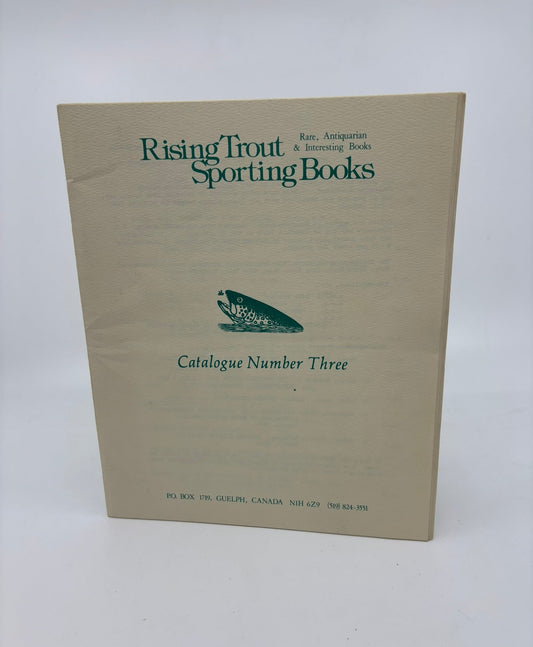 Rising Trout
Rare, Antiquarian
& Interesting Books
Sporting Books
Catalogue Number Three
P.O. BOX 1719, GUELPH, CANADA N1H 6Z9 (519) 824-3551